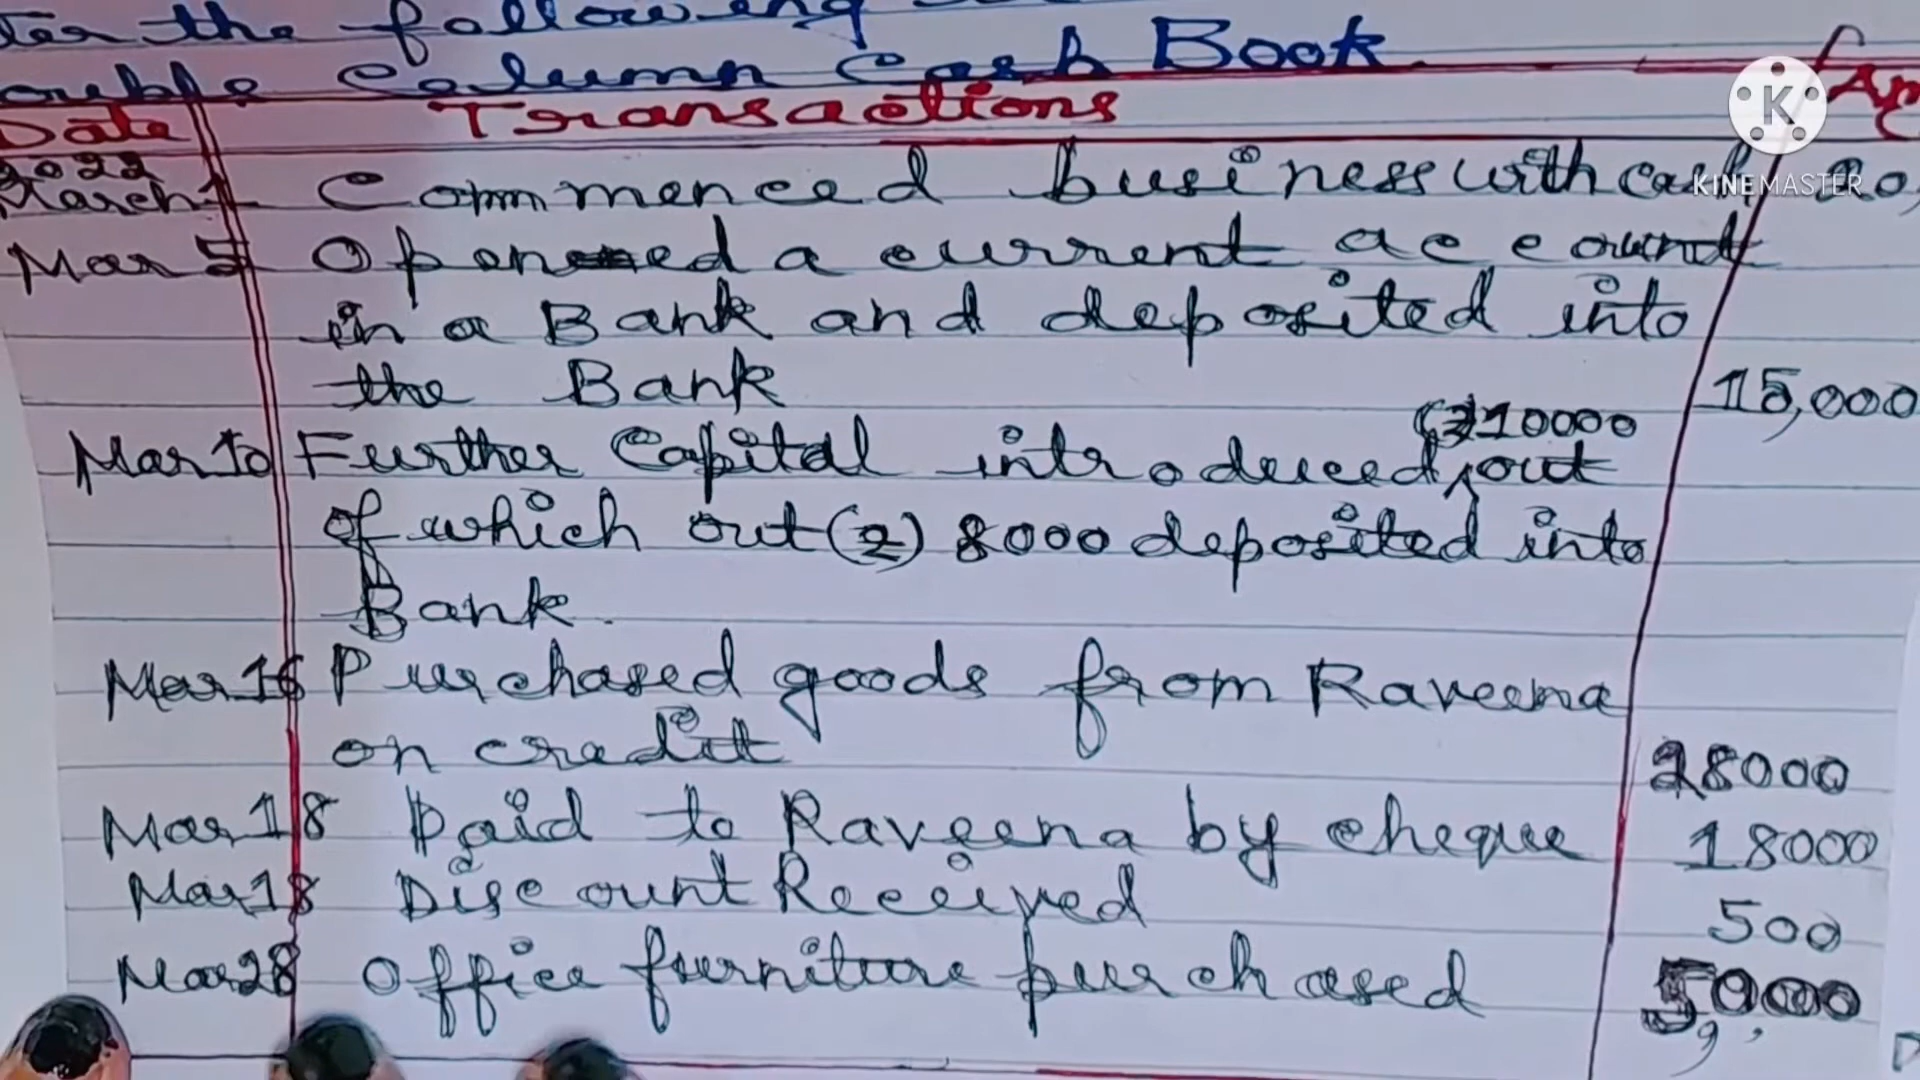 the following
Column Cash Book
Date Transactions
2022
March 1 Commenced business with cash 20,
Mar 5 Opened a current account
in a Bank and deposited into
the Bank 15,000
10000
Mar 10 Further Capital introduced, out
of which out (2) 8000 deposited into
Bank.
Mar 16 Purchased goods from Raveena
on credit 28000
Mar 18 Paid to Raveena by cheque 18000
Mar 18 Discount Received 500
Mar 28 Office furniture purchased 5000
K
KINEMASTER